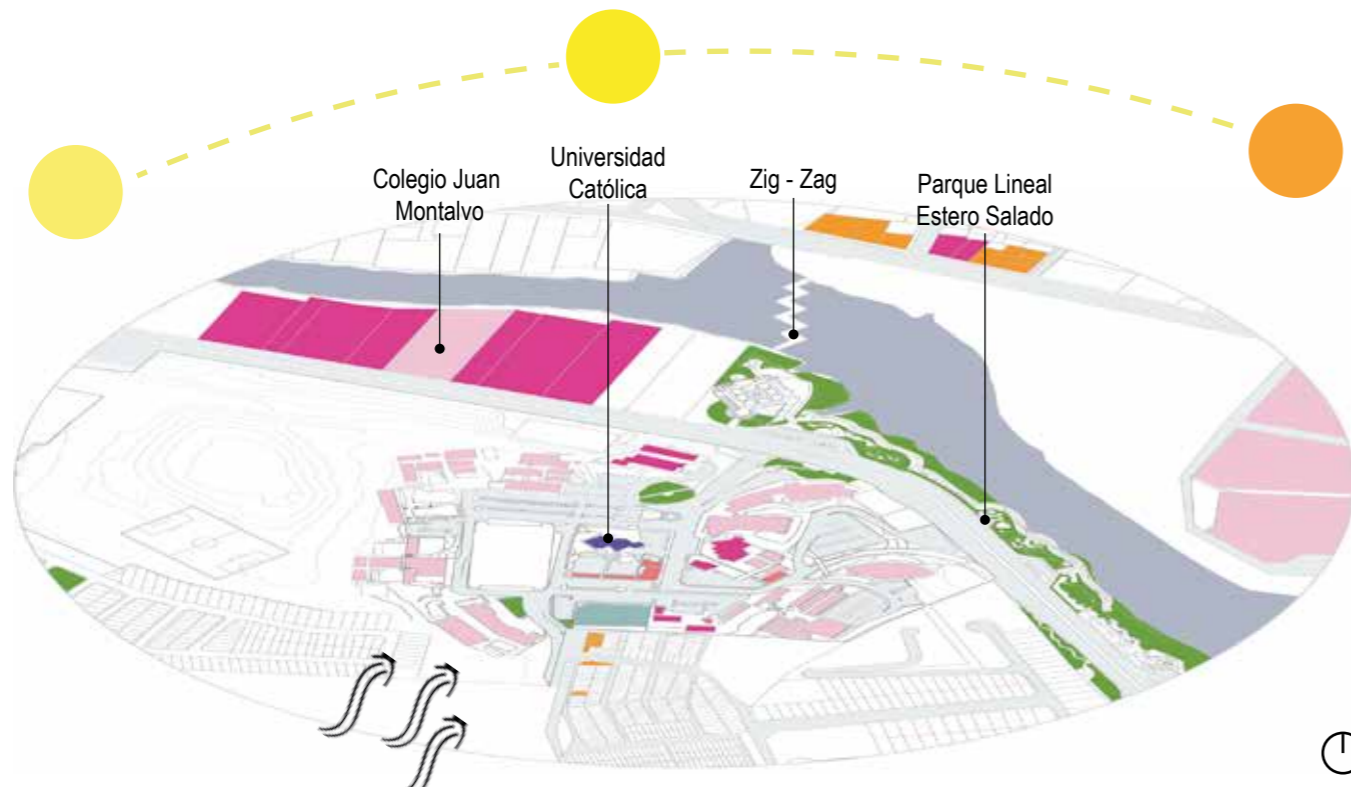 Colegio Juan
Montalvo
Universidad
Católica
Zig - Zag
Parque Lineal
Estero Salado